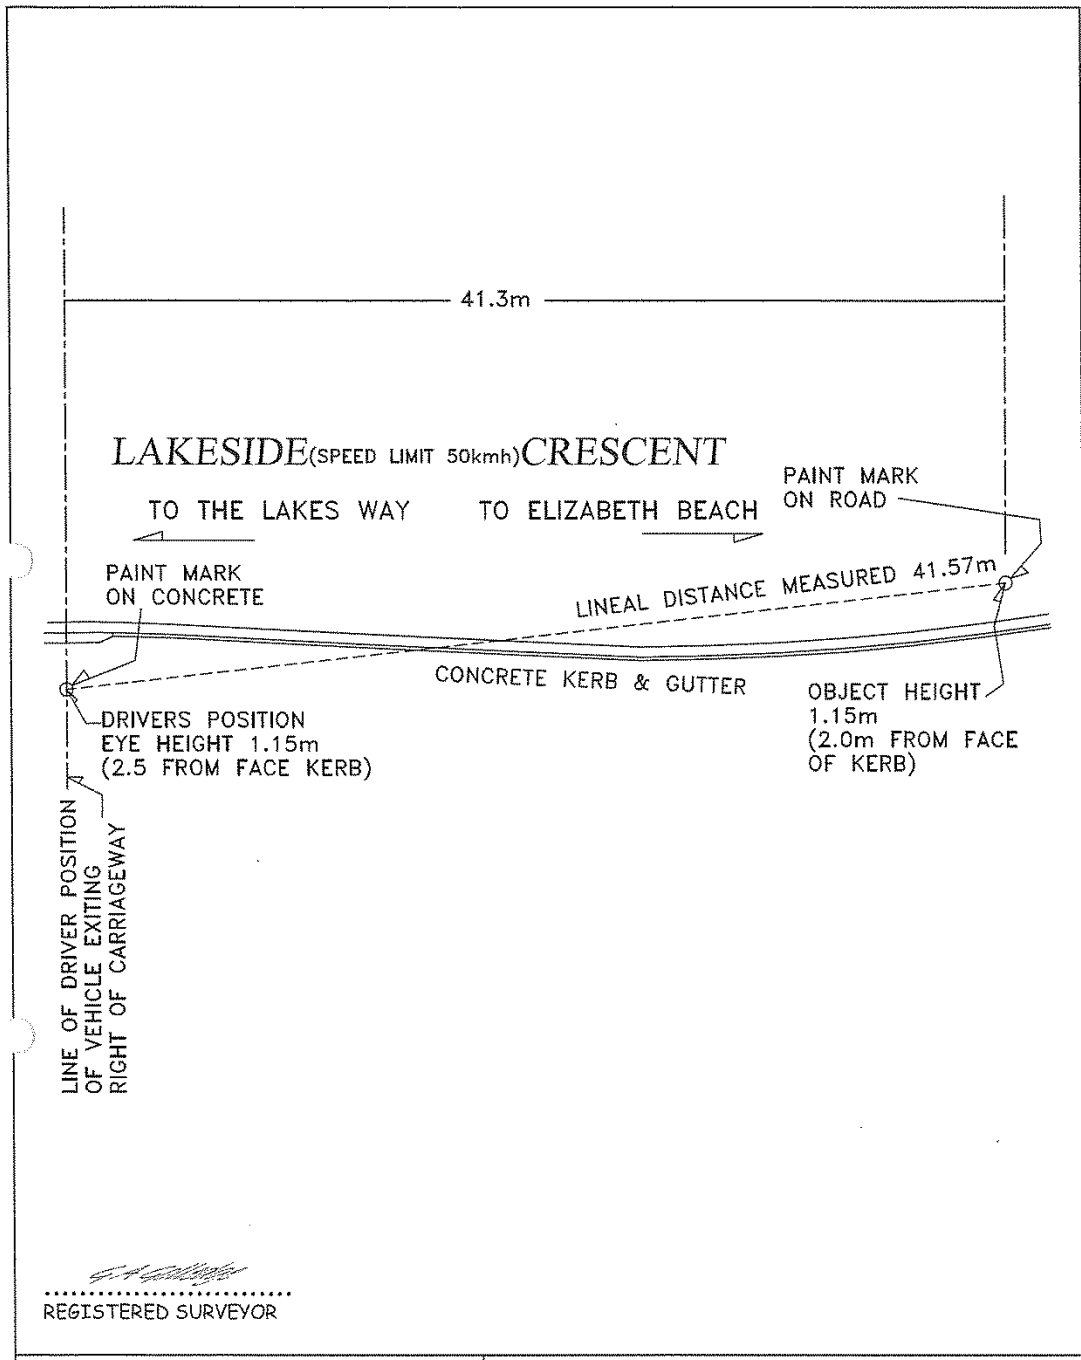 41.3m
LAKESIDE(SPEED LIMIT 50kmh)CRESCENT
TO THE LAKES WAY
TO ELIZABETH BEACH
PAINT MARK
ON ROAD
PAINT MARK
ON CONCRETE
LINEAL DISTANCE MEASURED 41.57m
CONCRETE KERB & GUTTER
DRIVERS POSITION
EYE HEIGHT 1.15m
(2.5 FROM FACE KERB)
OBJECT HEIGHT
1.15m
(2.0m FROM FACE
OF KERB)
LINE OF DRIVER POSITION
OF VEHICLE EXITING
RIGHT OF CARRIAGEWAY
REGISTERED SURVEYOR